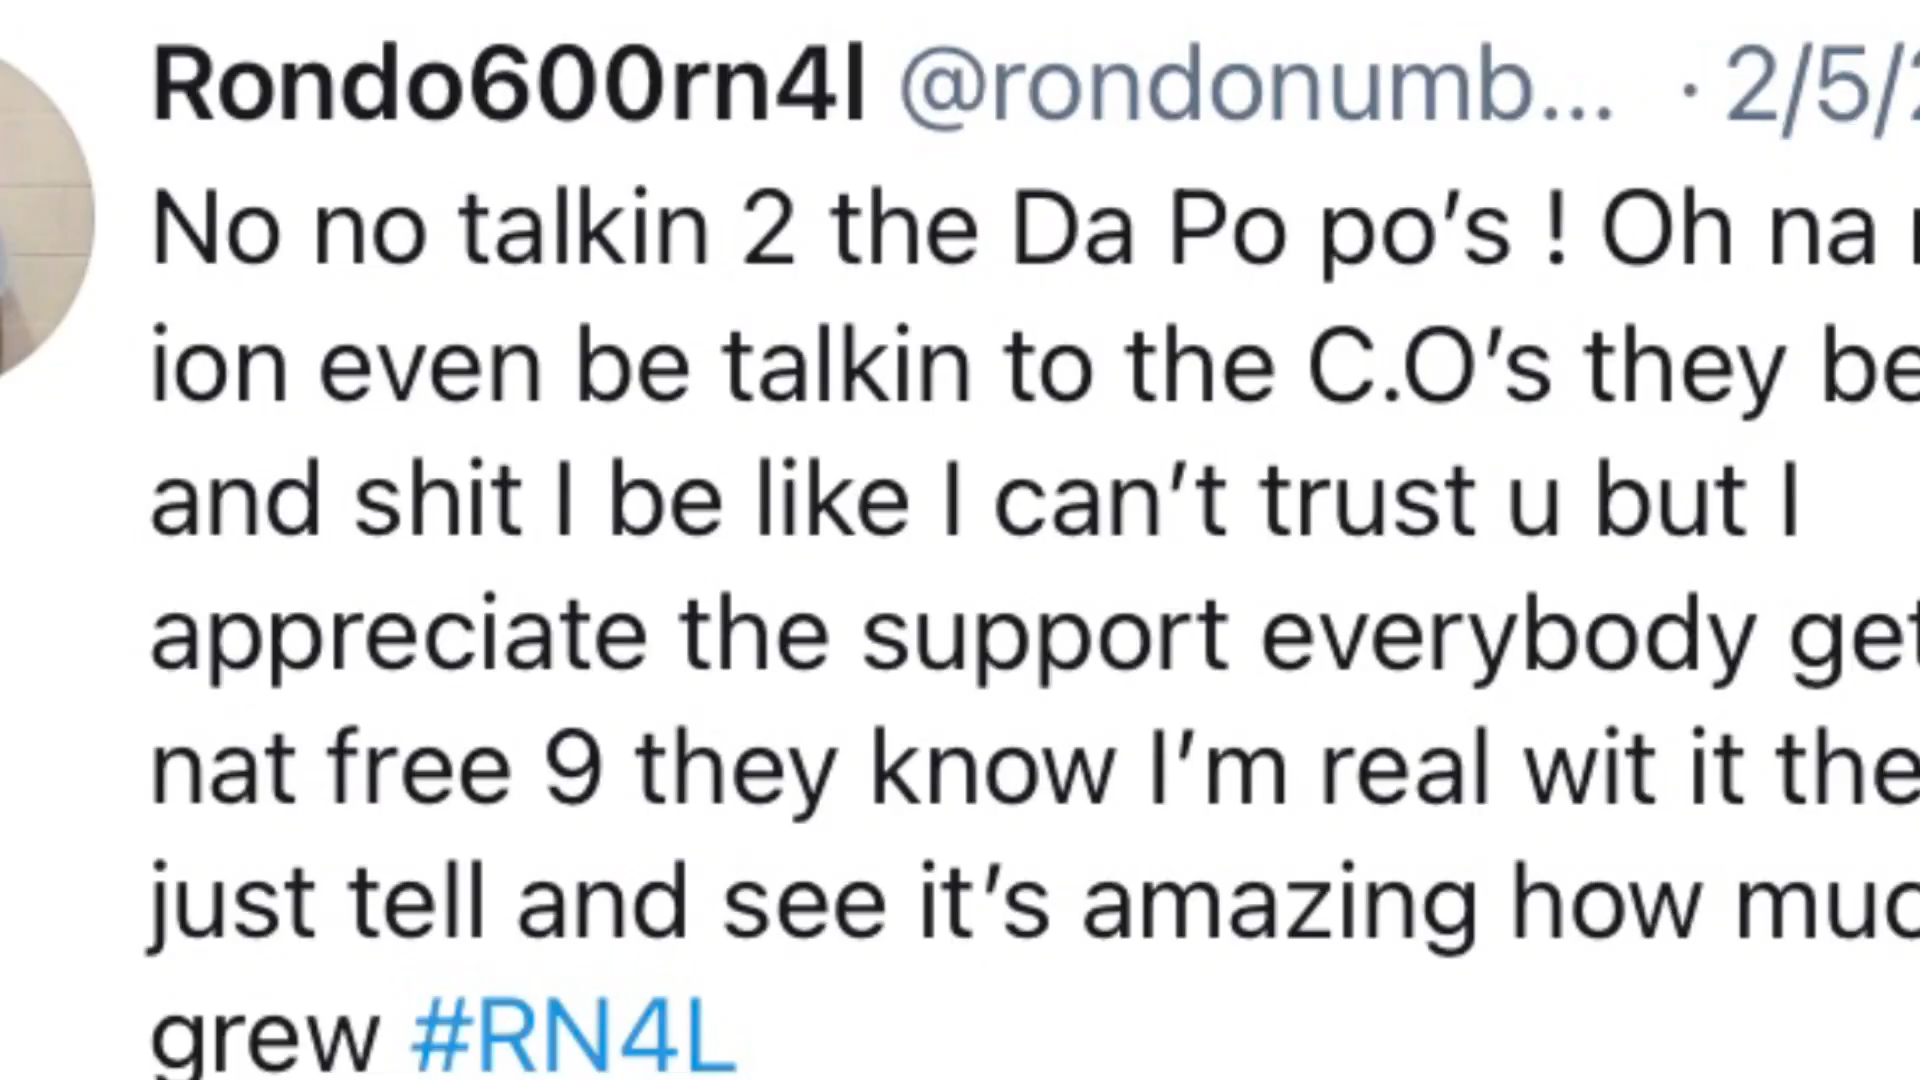 Rondo600rn4l @rondonumb... · 2/5/
No no talkin 2 the Da Po po’s ! Oh na
ion even be talkin to the C.O’s they be
and shit I be like I can’t trust u but I
appreciate the support everybody get
nat free 9 they know I’m real wit it the
just tell and see it’s amazing how muc
grew #RN4L